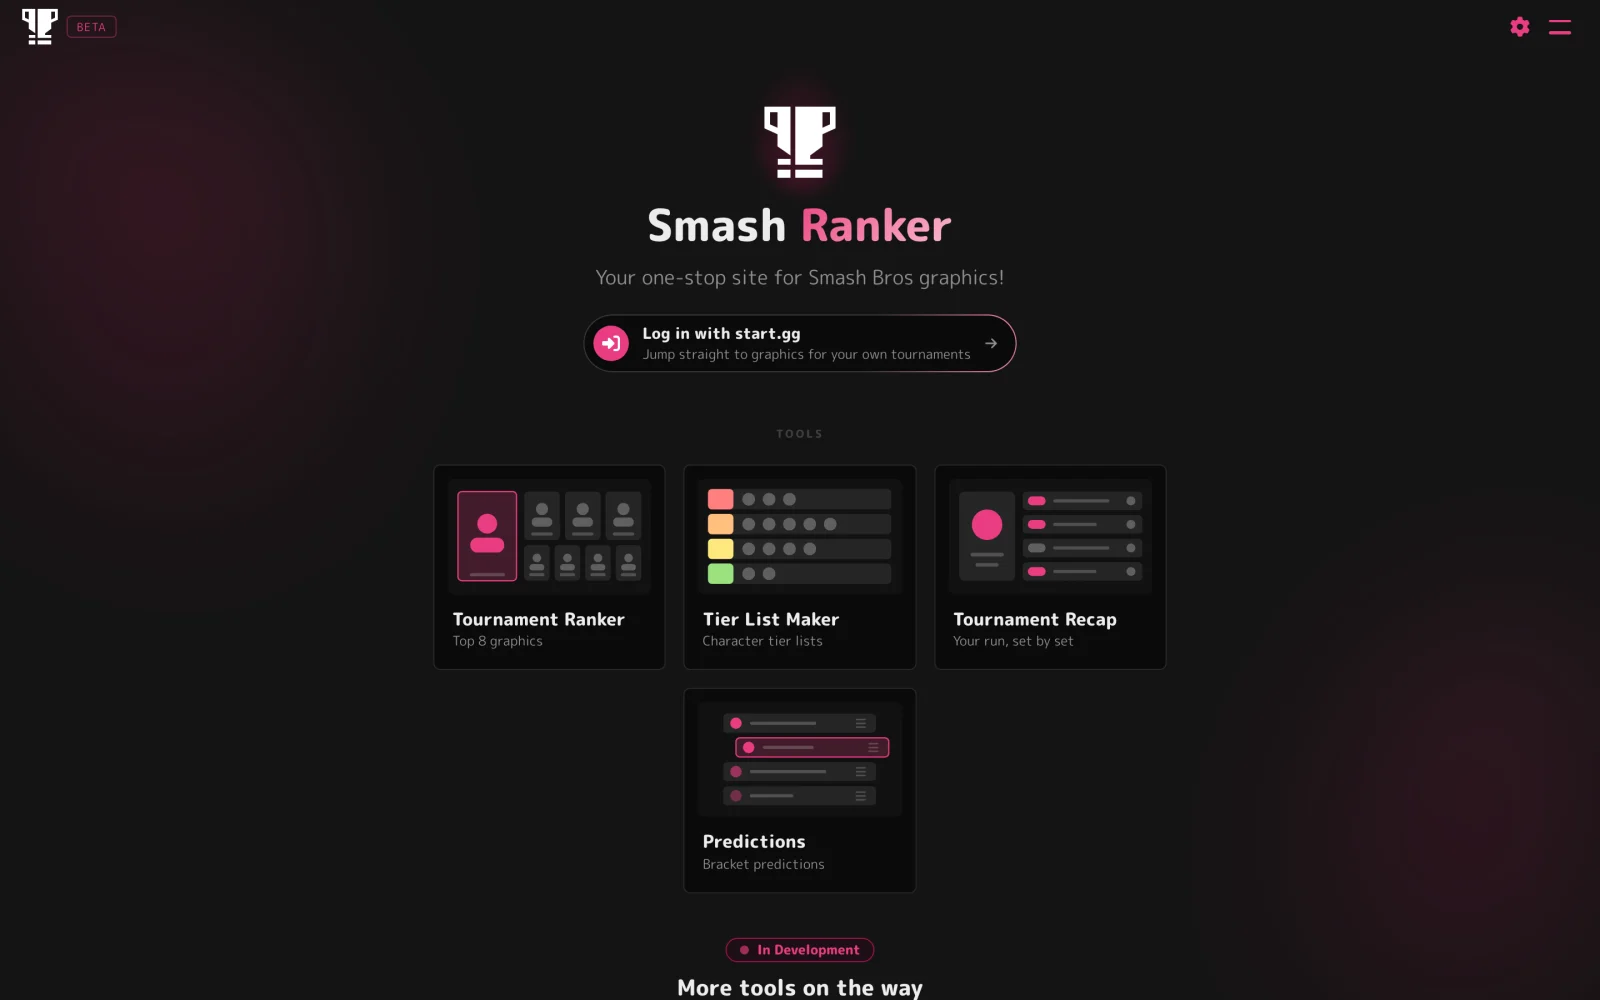 BETA
Smash Ranker
Your one-stop site for Smash Bros graphics!
Log in with start.gg
Jump straight to graphics for your own tournaments
TOOLS
Tournament Ranker
Top 8 graphics
Tier List Maker
Character tier lists
Tournament Recap
Your run, set by set
Predictions
Bracket predictions
In Development
More tools on the way